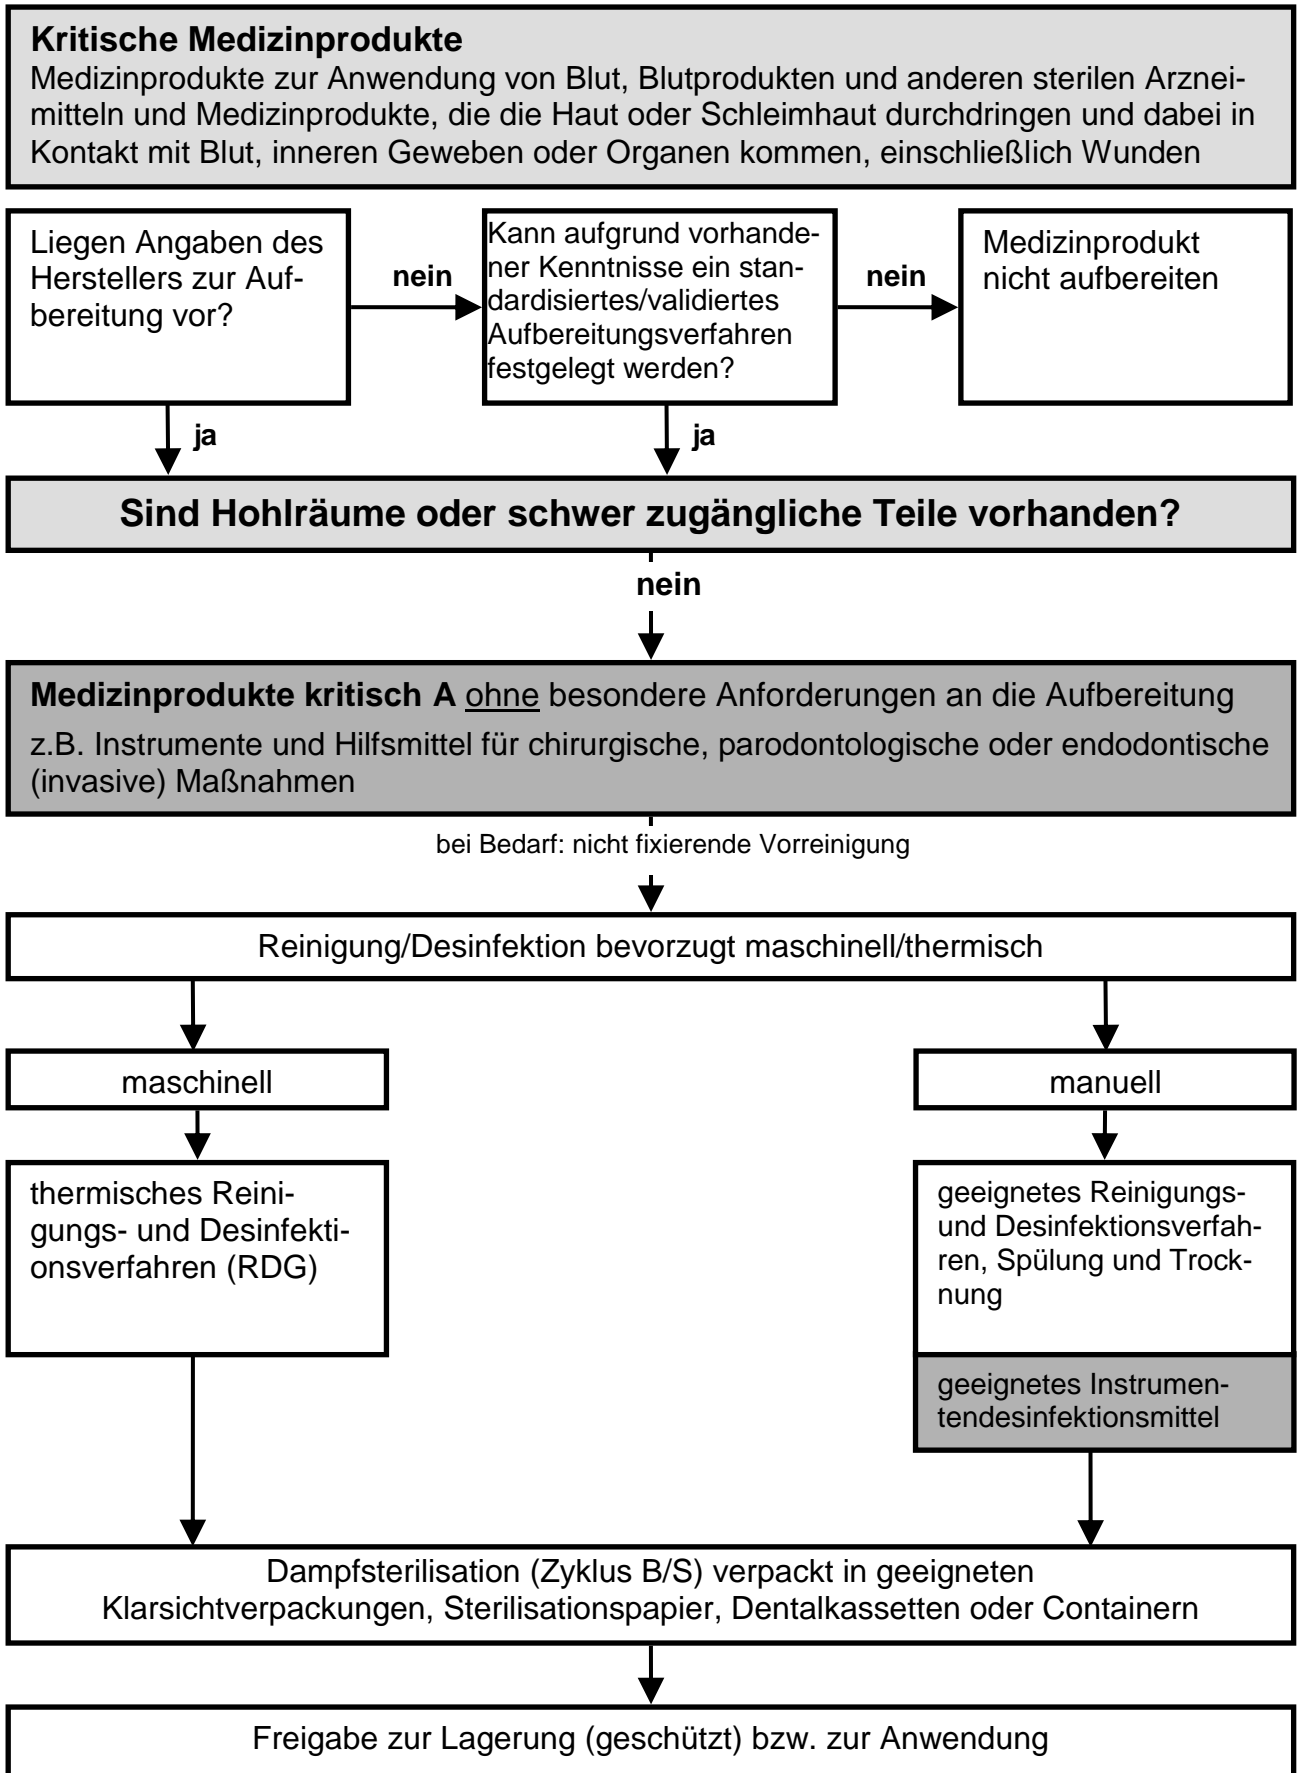 Kritische Medizinprodukte
Medizinprodukte zur Anwendung von Blut, Blutprodukten und anderen sterilen Arznei-
mitteln und Medizinprodukte, die die Haut oder Schleimhaut durchdringen und dabei in
Kontakt mit Blut, inneren Geweben oder Organen kommen, einschließlich Wunden
Liegen Angaben des
Herstellers zur Auf-
bereitung vor?
nein
Kann aufgrund vorhande-
ner Kenntnisse ein stan-
dardisiertes/validiertes
Aufbereitungsverfahren
festgelegt werden?
nein
Medizinprodukt
nicht aufbereiten
ja
ja
Sind Hohlräume oder schwer zugängliche Teile vorhanden?
nein
Medizinprodukte kritisch A ohne besondere Anforderungen an die Aufbereitung
z.B. Instrumente und Hilfsmittel für chirurgische, parodontologische oder endodontische
(invasive) Maßnahmen
bei Bedarf: nicht fixierende Vorreinigung
Reinigung/Desinfektion bevorzugt maschinell/thermisch
maschinell
manuell
thermisches Reini-
gungs- und Desinfekti-
onsverfahren (RDG)
geeignetes Reinigungs-
und Desinfektionsverfah-
ren, Spülung und Trock-
nung
geeignetes Instrumen-
tendesinfektionsmittel
Dampfsterilisation (Zyklus B/S) verpackt in geeigneten
Klarsichtverpackungen, Sterilisationspapier, Dentalkassetten oder Containern
Freigabe zur Lagerung (geschützt) bzw. zur Anwendung